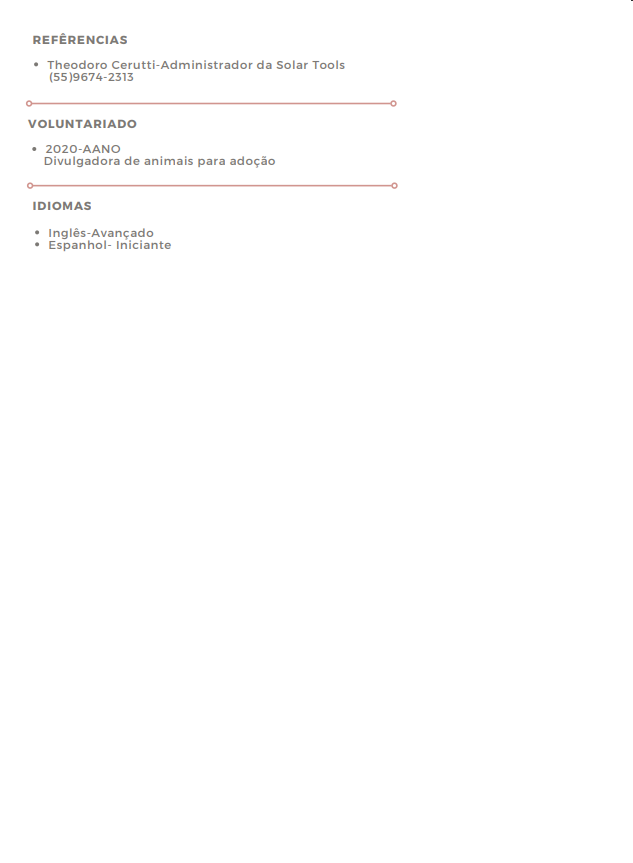 REFÊRENCIAS
• Theodoro Cerutti-Administrador da Solar Tools
(55)9674-2313
VOLUNTARIADO
• 2020-AANO
Divulgadora de animais para adoção
IDIOMAS
• Inglês-Avançado
• Espanhol- Iniciante